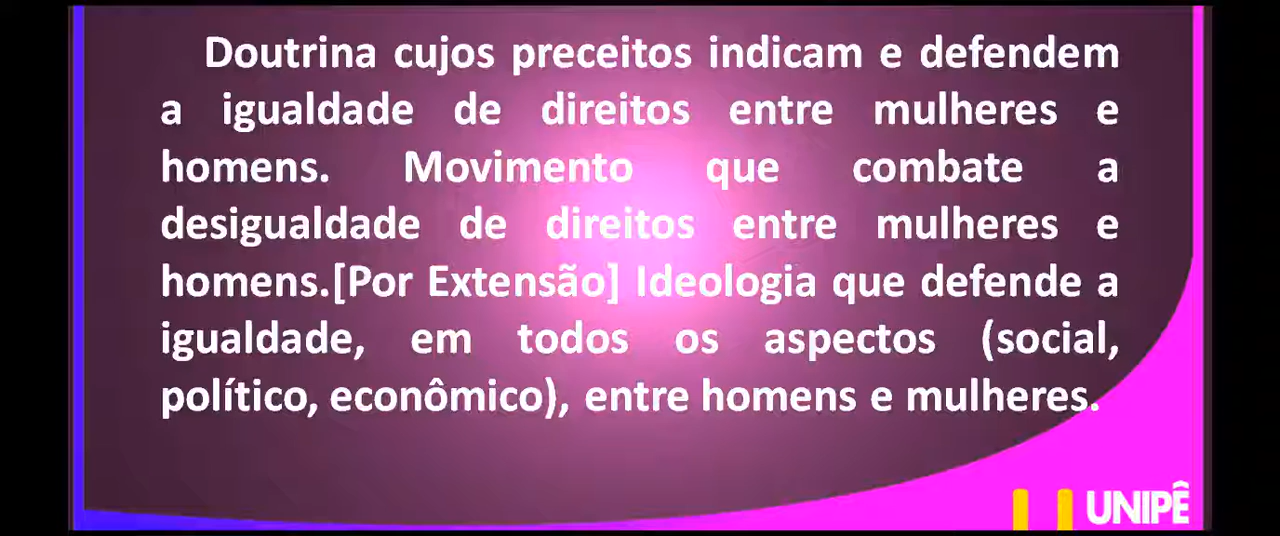 Doutrina cujos preceitos indicam e defendem
a igualdade de direitos entre mulheres e
homens. Movimento que combate a
desigualdade de direitos entre mulheres e
homens.[Por Extensão] Ideologia que defende a
igualdade, em todos os aspectos (social,
político, econômico), entre homens e mulheres.
UNIPÊ